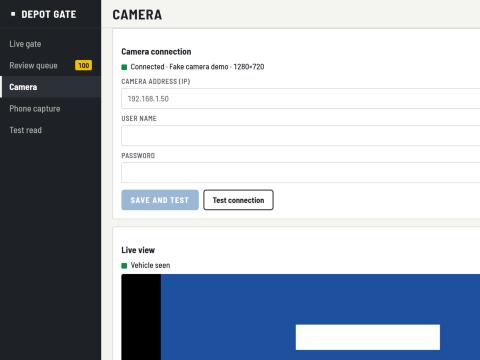 DEPOT GATE
Live gate
Review queue 100
Camera
Phone capture
Test read
CAMERA
Camera connection
Connected · Fake camera demo · 1280×720
CAMERA ADDRESS (IP)
192.168.1.50
USER NAME
PASSWORD
SAVE AND TEST Test connection
Live view
Vehicle seen